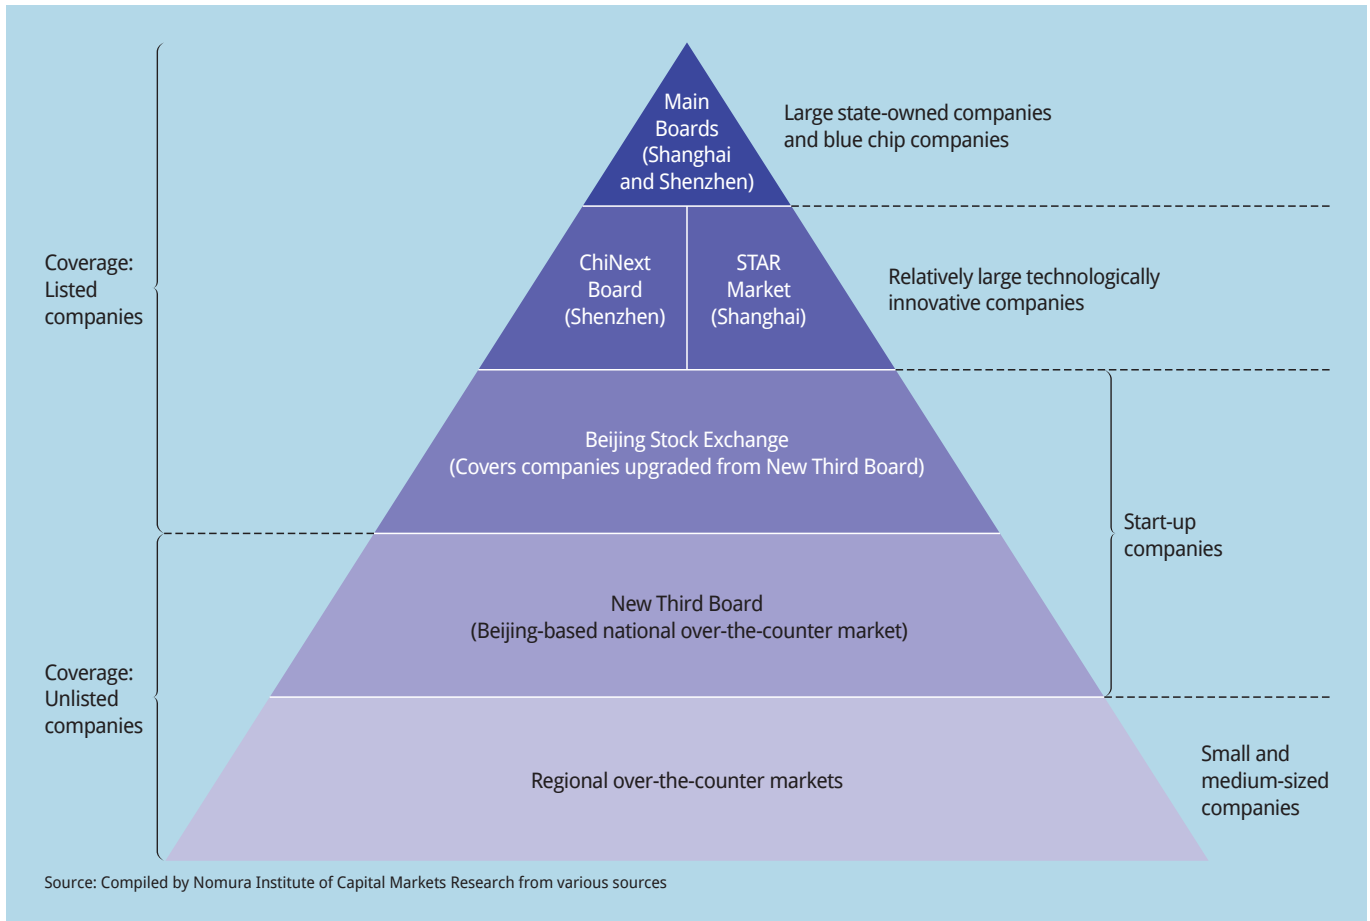 Main
Boards
(Shanghai
and Shenzhen)
Large state-owned companies
and blue chip companies
Coverage:
Listed
companies
ChiNext
Board
(Shenzhen)
STAR
Market
(Shanghai)
Relatively large technologically
innovative companies
Beijing Stock Exchange
(Covers companies upgraded from New Third Board)
Start-up
companies
New Third Board
(Beijing-based national over-the-counter market)
Coverage:
Unlisted
companies
Regional over-the-counter markets
Small and
medium-sized
companies
Source: Compiled by Nomura Institute of Capital Markets Research from various sources